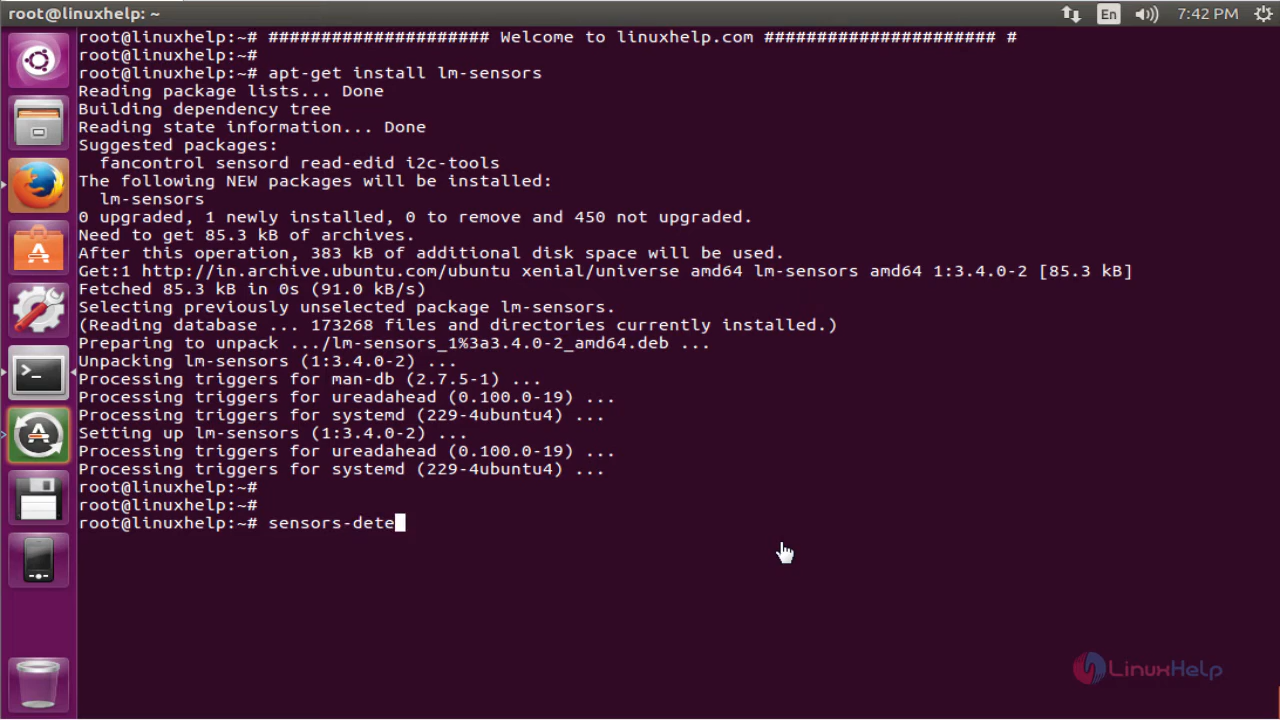 root@linuxhelp: ~
En
7:42 PM
root@linuxhelp:~# ##################### Welcome to linuxhelp.com ###################### #
root@linuxhelp:~#
root@linuxhelp:~# apt-get install lm-sensors
Reading package lists... Done
Building dependency tree
Reading state information... Done
Suggested packages:
  fancontrol sensord read-edid i2c-tools
The following NEW packages will be installed:
  lm-sensors
0 upgraded, 1 newly installed, 0 to remove and 450 not upgraded.
Need to get 85.3 kB of archives.
After this operation, 383 kB of additional disk space will be used.
Get:1 http://in.archive.ubuntu.com/ubuntu xenial/universe amd64 lm-sensors amd64 1:3.4.0-2 [85.3 kB]
Fetched 85.3 kB in 0s (91.0 kB/s)
Selecting previously unselected package lm-sensors.
(Reading database ... 173268 files and directories currently installed.)
Preparing to unpack .../lm-sensors_1%3a3.4.0-2_amd64.deb ...
Unpacking lm-sensors (1:3.4.0-2) ...
Processing triggers for man-db (2.7.5-1) ...
Processing triggers for ureadahead (0.100.0-19) ...
Processing triggers for systemd (229-4ubuntu4) ...
Setting up lm-sensors (1:3.4.0-2) ...
Processing triggers for ureadahead (0.100.0-19) ...
Processing triggers for systemd (229-4ubuntu4) ...
root@linuxhelp:~#
root@linuxhelp:~#
root@linuxhelp:~# sensors-dete
LinuxHelp